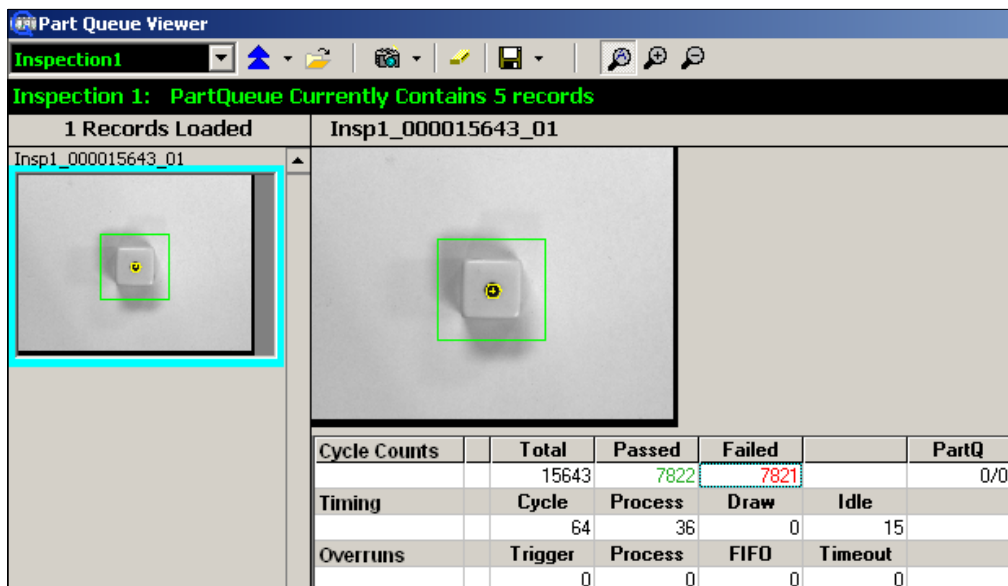 Part Queue Viewer
Inspection1
Inspection 1: PartQueue Currently Contains 5 records
1 Records Loaded
Insp1_000015643_01
Insp1_000015643_01
Cycle Counts Total Passed Failed PartQ
15643 7822 7821 0/0
Timing Cycle Process Draw Idle
64 36 0 15
Overruns Trigger Process FIFO Timeout
0 0 0 0